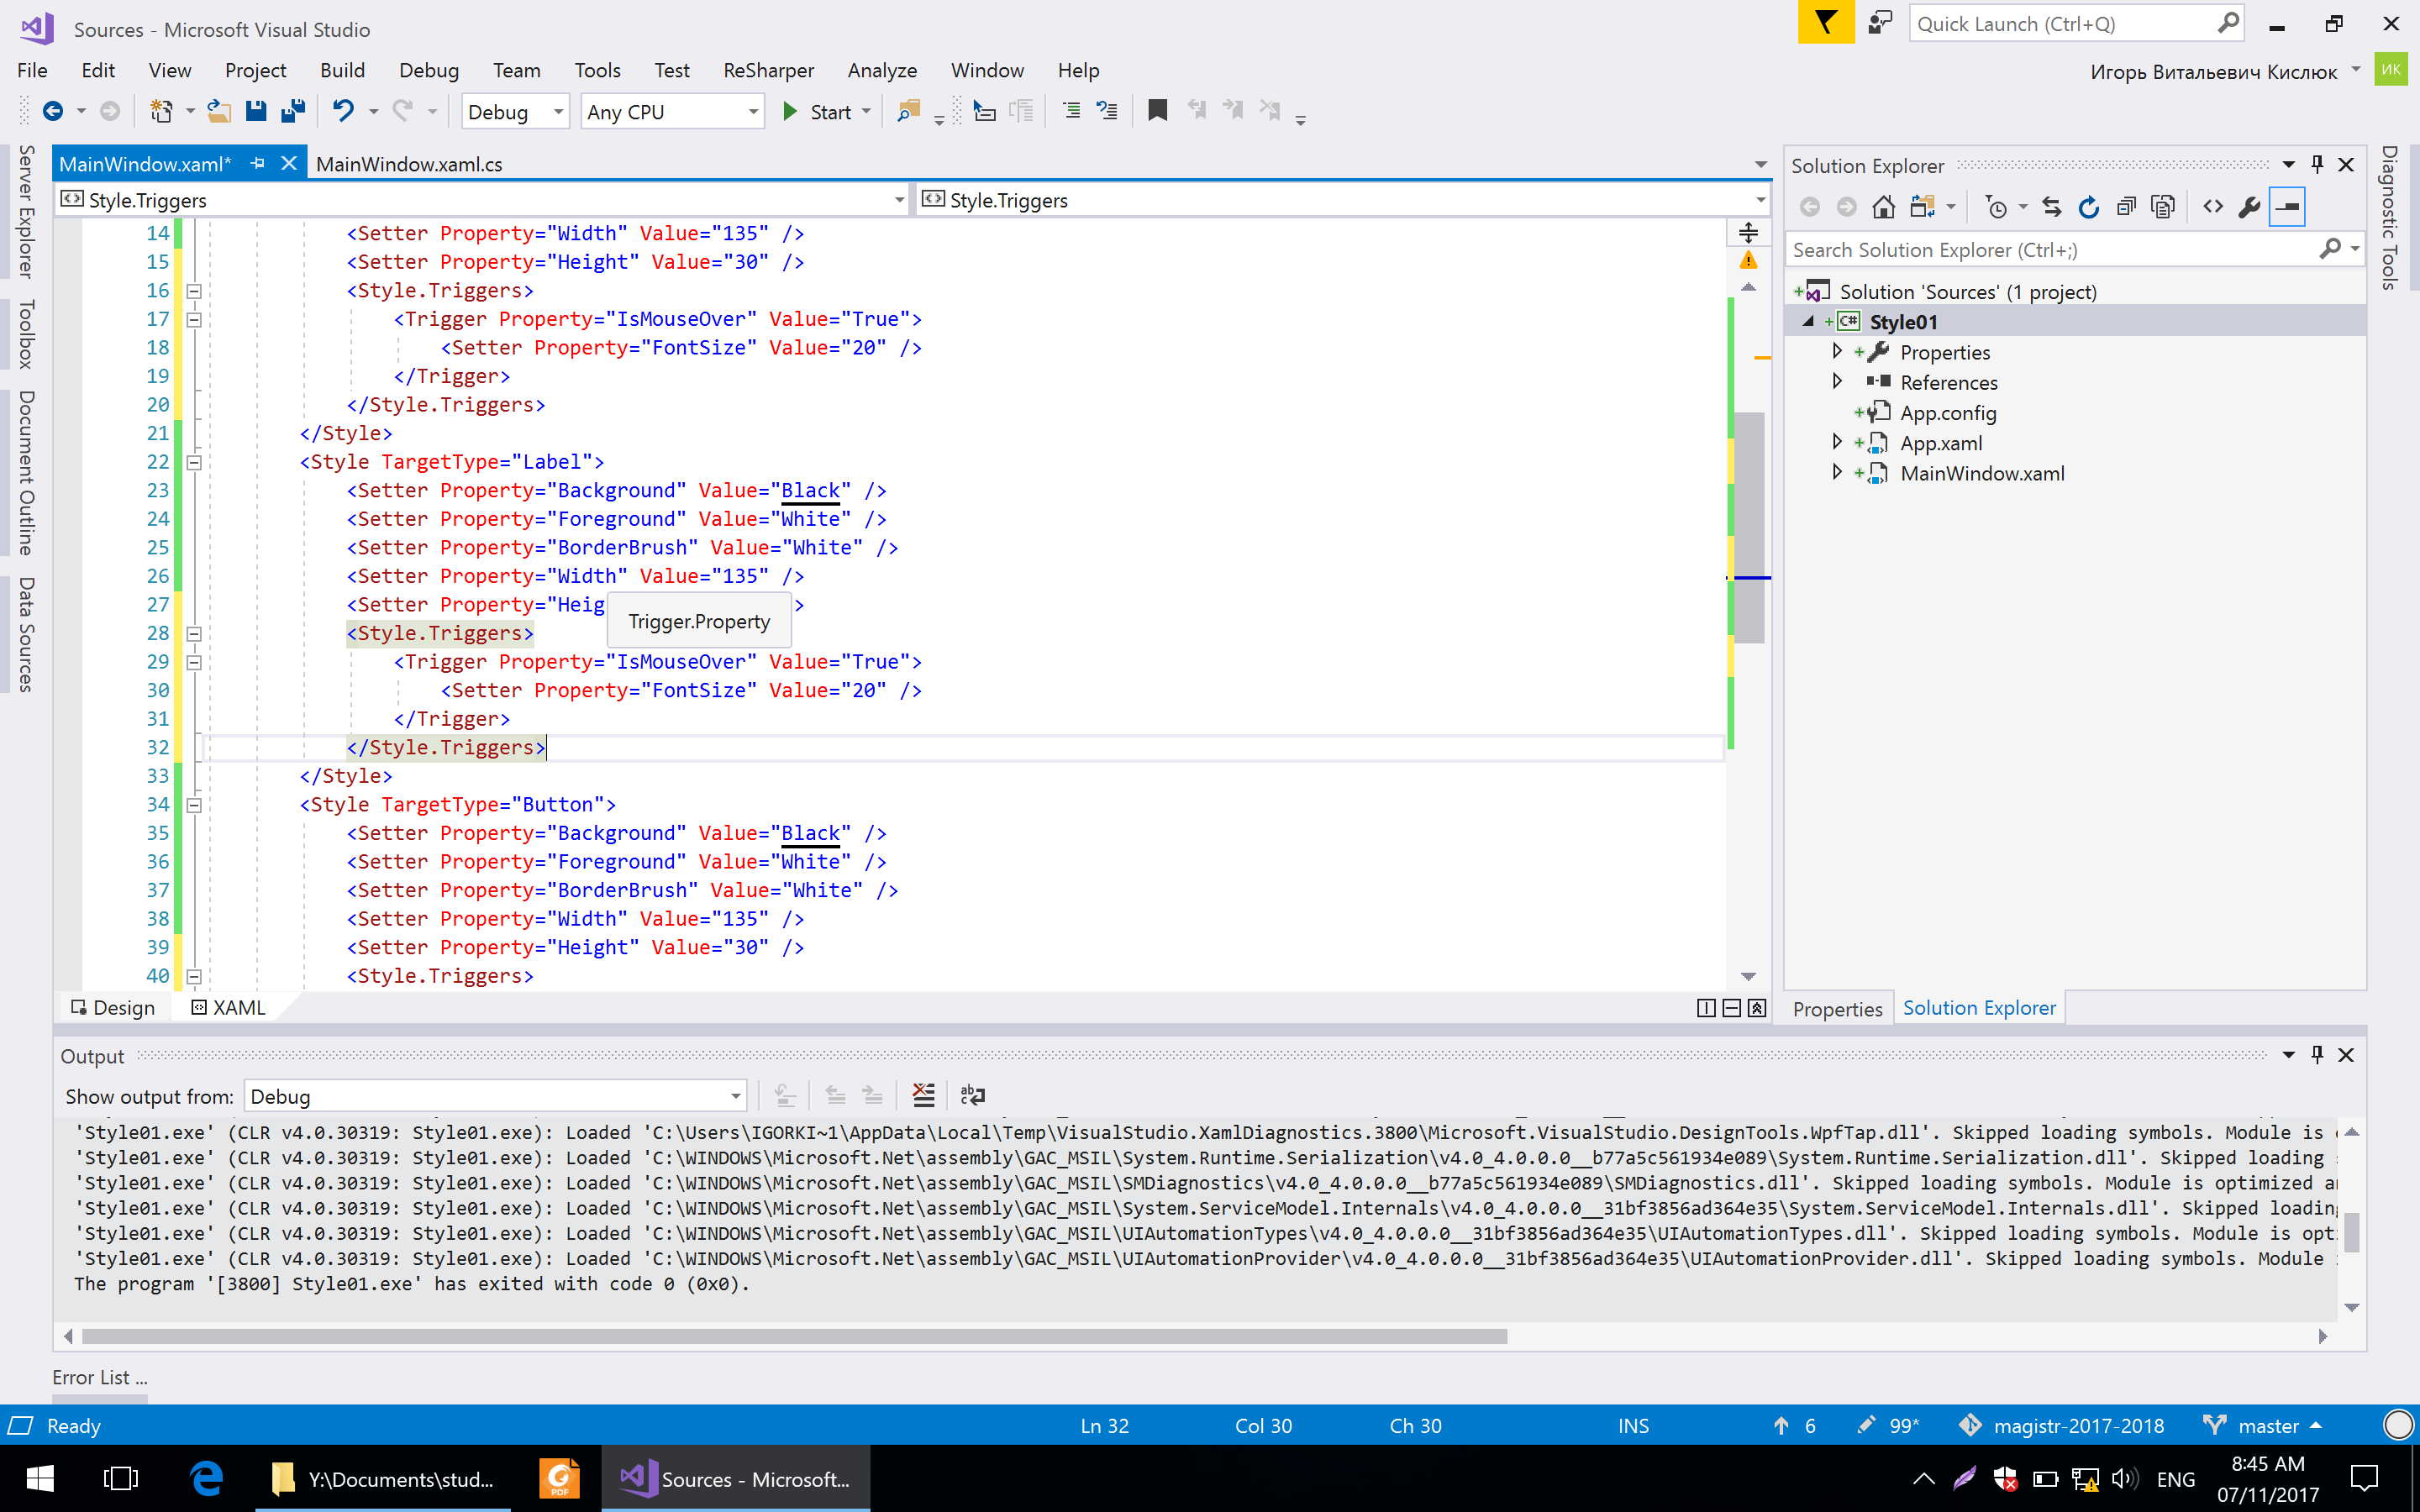 Sources - Microsoft Visual Studio
Quick Launch (Ctrl+Q)
File Edit View Project Build Debug Team Tools Test ReSharper Analyze Window Help
Игорь Витальевич Кислюк ИК
Debug Any CPU Start
Server Explorer
Toolbox
Document Outline
Data Sources
MainWindow.xaml* MainWindow.xaml.cs
Style.Triggers Style.Triggers
14 <Setter Property="Width" Value="135" />
15 <Setter Property="Height" Value="30" />
16 <Style.Triggers>
17 <Trigger Property="IsMouseOver" Value="True">
18 <Setter Property="FontSize" Value="20" />
19 </Trigger>
20 </Style.Triggers>
21 </Style>
22 <Style TargetType="Label">
23 <Setter Property="Background" Value="Black" />
24 <Setter Property="Foreground" Value="White" />
25 <Setter Property="BorderBrush" Value="White" />
26 <Setter Property="Width" Value="135" />
27 <Setter Property="Heig >
Trigger.Property
28 <Style.Triggers>
29 <Trigger Property="IsMouseOver" Value="True">
30 <Setter Property="FontSize" Value="20" />
31 </Trigger>
32 </Style.Triggers>
33 </Style>
34 <Style TargetType="Button">
35 <Setter Property="Background" Value="Black" />
36 <Setter Property="Foreground" Value="White" />
37 <Setter Property="BorderBrush" Value="White" />
38 <Setter Property="Width" Value="135" />
39 <Setter Property="Height" Value="30" />
40 <Style.Triggers>
Design XAML
Solution Explorer
Search Solution Explorer (Ctrl+;)
Solution 'Sources' (1 project)
C# Style01
Properties
References
App.config
App.xaml
MainWindow.xaml
Properties Solution Explorer
Diagnostic Tools
Output
Show output from: Debug
'Style01.exe' (CLR v4.0.30319: Style01.exe): Loaded 'C:\Users\IGORKI~1\AppData\Local\Temp\VisualStudio.XamlDiagnostics.3800\Microsoft.VisualStudio.DesignTools.WpfTap.dll'. Skipped loading symbols. Module is
'Style01.exe' (CLR v4.0.30319: Style01.exe): Loaded 'C:\WINDOWS\Microsoft.Net\assembly\GAC_MSIL\System.Runtime.Serialization\v4.0_4.0.0.0__b77a5c561934e089\System.Runtime.Serialization.dll'. Skipped loading
'Style01.exe' (CLR v4.0.30319: Style01.exe): Loaded 'C:\WINDOWS\Microsoft.Net\assembly\GAC_MSIL\SMDiagnostics\v4.0_4.0.0.0__b77a5c561934e089\SMDiagnostics.dll'. Skipped loading symbols. Module is optimized a
'Style01.exe' (CLR v4.0.30319: Style01.exe): Loaded 'C:\WINDOWS\Microsoft.Net\assembly\GAC_MSIL\System.ServiceModel.Internals\v4.0_4.0.0.0__31bf3856ad364e35\System.ServiceModel.Internals.dll'. Skipped loading
'Style01.exe' (CLR v4.0.30319: Style01.exe): Loaded 'C:\WINDOWS\Microsoft.Net\assembly\GAC_MSIL\UIAutomationTypes\v4.0_4.0.0.0__31bf3856ad364e35\UIAutomationTypes.dll'. Skipped loading symbols. Module is opt
'Style01.exe' (CLR v4.0.30319: Style01.exe): Loaded 'C:\WINDOWS\Microsoft.Net\assembly\GAC_MSIL\UIAutomationProvider\v4.0_4.0.0.0__31bf3856ad364e35\UIAutomationProvider.dll'. Skipped loading symbols. Module
The program '[3800] Style01.exe' has exited with code 0 (0x0).
Error List ...
Ready Ln 32 Col 30 Ch 30 INS 6 99* magistr-2017-2018 master
Y:\Documents\stud... PDF Sources - Microsoft... ENG 8:45 AM
07/11/2017